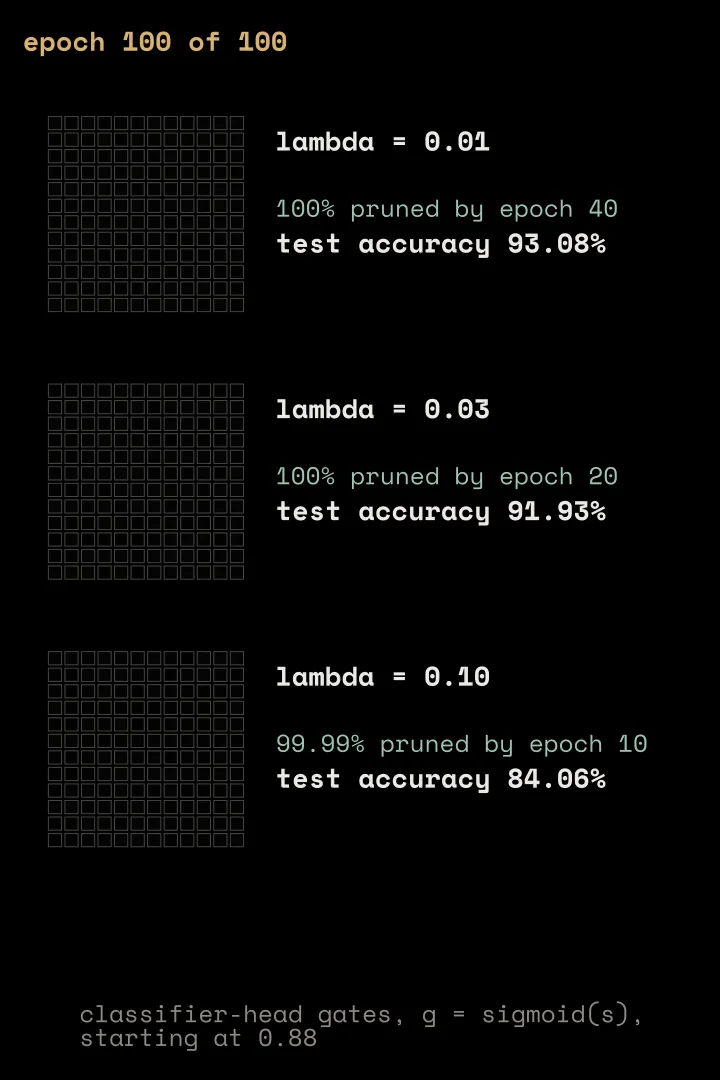 epoch 100 of 100
lambda = 0.01
100% pruned by epoch 40
test accuracy 93.08%
lambda = 0.03
100% pruned by epoch 20
test accuracy 91.93%
lambda = 0.10
99.99% pruned by epoch 10
test accuracy 84.06%
classifier-head gates, g = sigmoid(s),
starting at 0.88